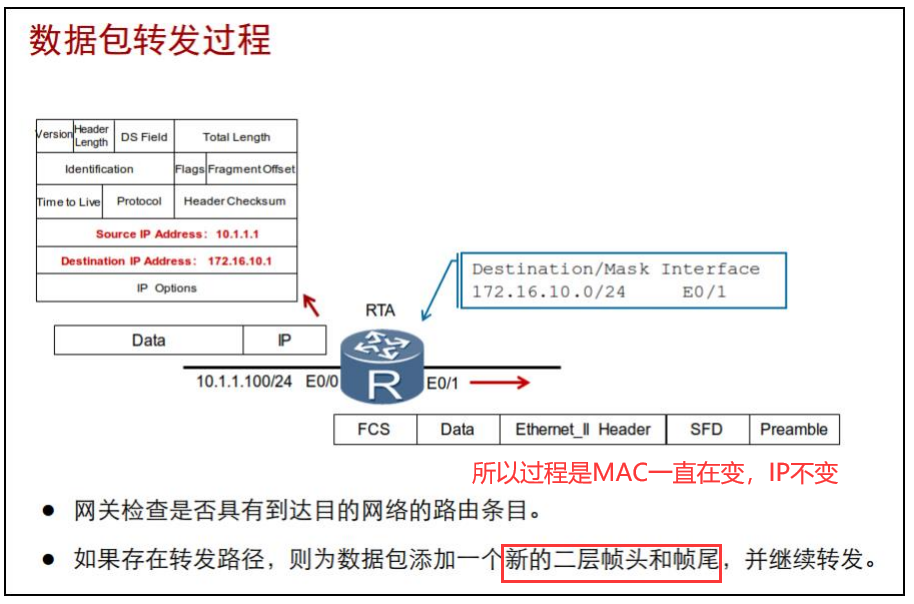 数据包转发过程
Version Header Length DS Field Total Length
Identification Flags Fragment Offset
Time to Live Protocol Header Checksum
Source IP Address: 10.1.1.1
Destination IP Address: 172.16.10.1
IP Options
Destination/Mask Interface
172.16.10.0/24 E0/1
RTA
Data IP
10.1.1.100/24 E0/0 R E0/1
FCS Data Ethernet_II Header SFD Preamble
所以过程是MAC一直在变，IP不变
● 网关检查是否具有到达目的网络的路由条目。
● 如果存在转发路径，则为数据包添加一个新的二层帧头和帧尾，并继续转发。